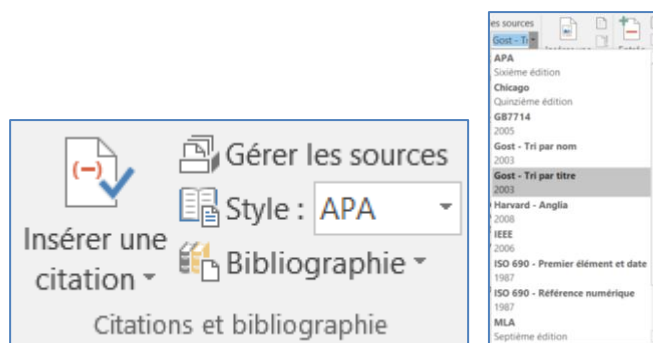 Gérer les sources
Style : APA
Insérer une
citation
Bibliographie
Citations et bibliographie
es sources
Gost - Tr
APA
Sixième édition
Chicago
Quinzième édition
GB7714
2005
Gost - Tri par nom
2003
Gost - Tri par titre
2003
Harvard - Anglia
2008
IEEE
2006
ISO 690 - Premier élément et date
1987
ISO 690 - Référence numérique
1987
MLA
Septième édition